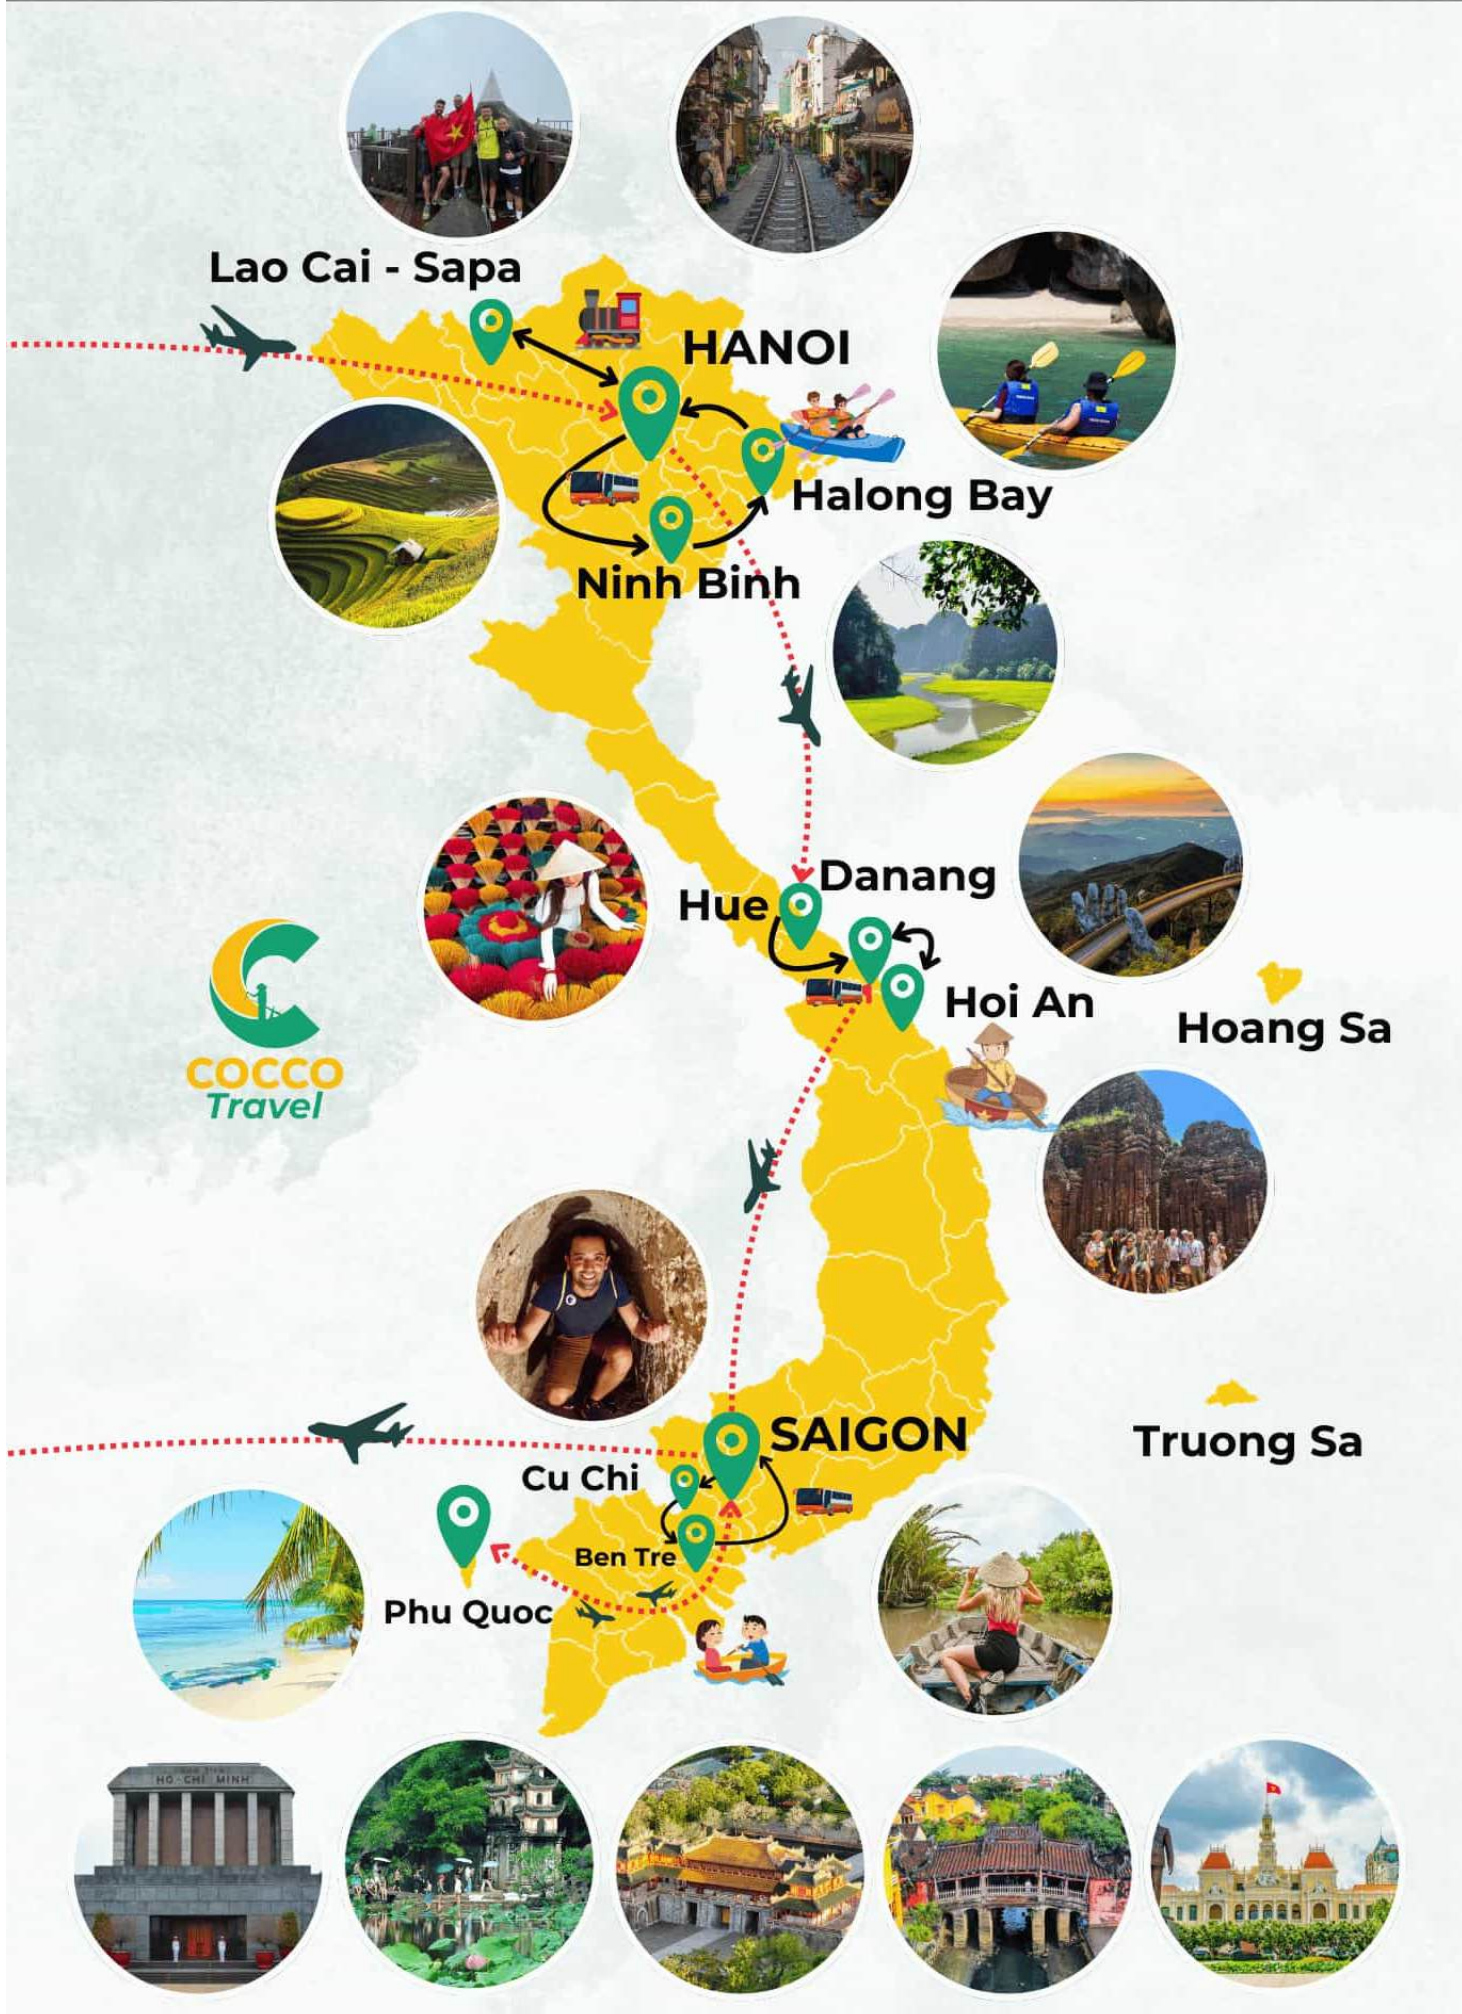 Lao Cai - Sapa
HANOI
Halong Bay
Ninh Binh
Danang
Hue
Hoi An
Hoang Sa
COCCO
Travel
SAIGON
Truong Sa
Cu Chi
Ben Tre
Phu Quoc
HO-CHI MINH